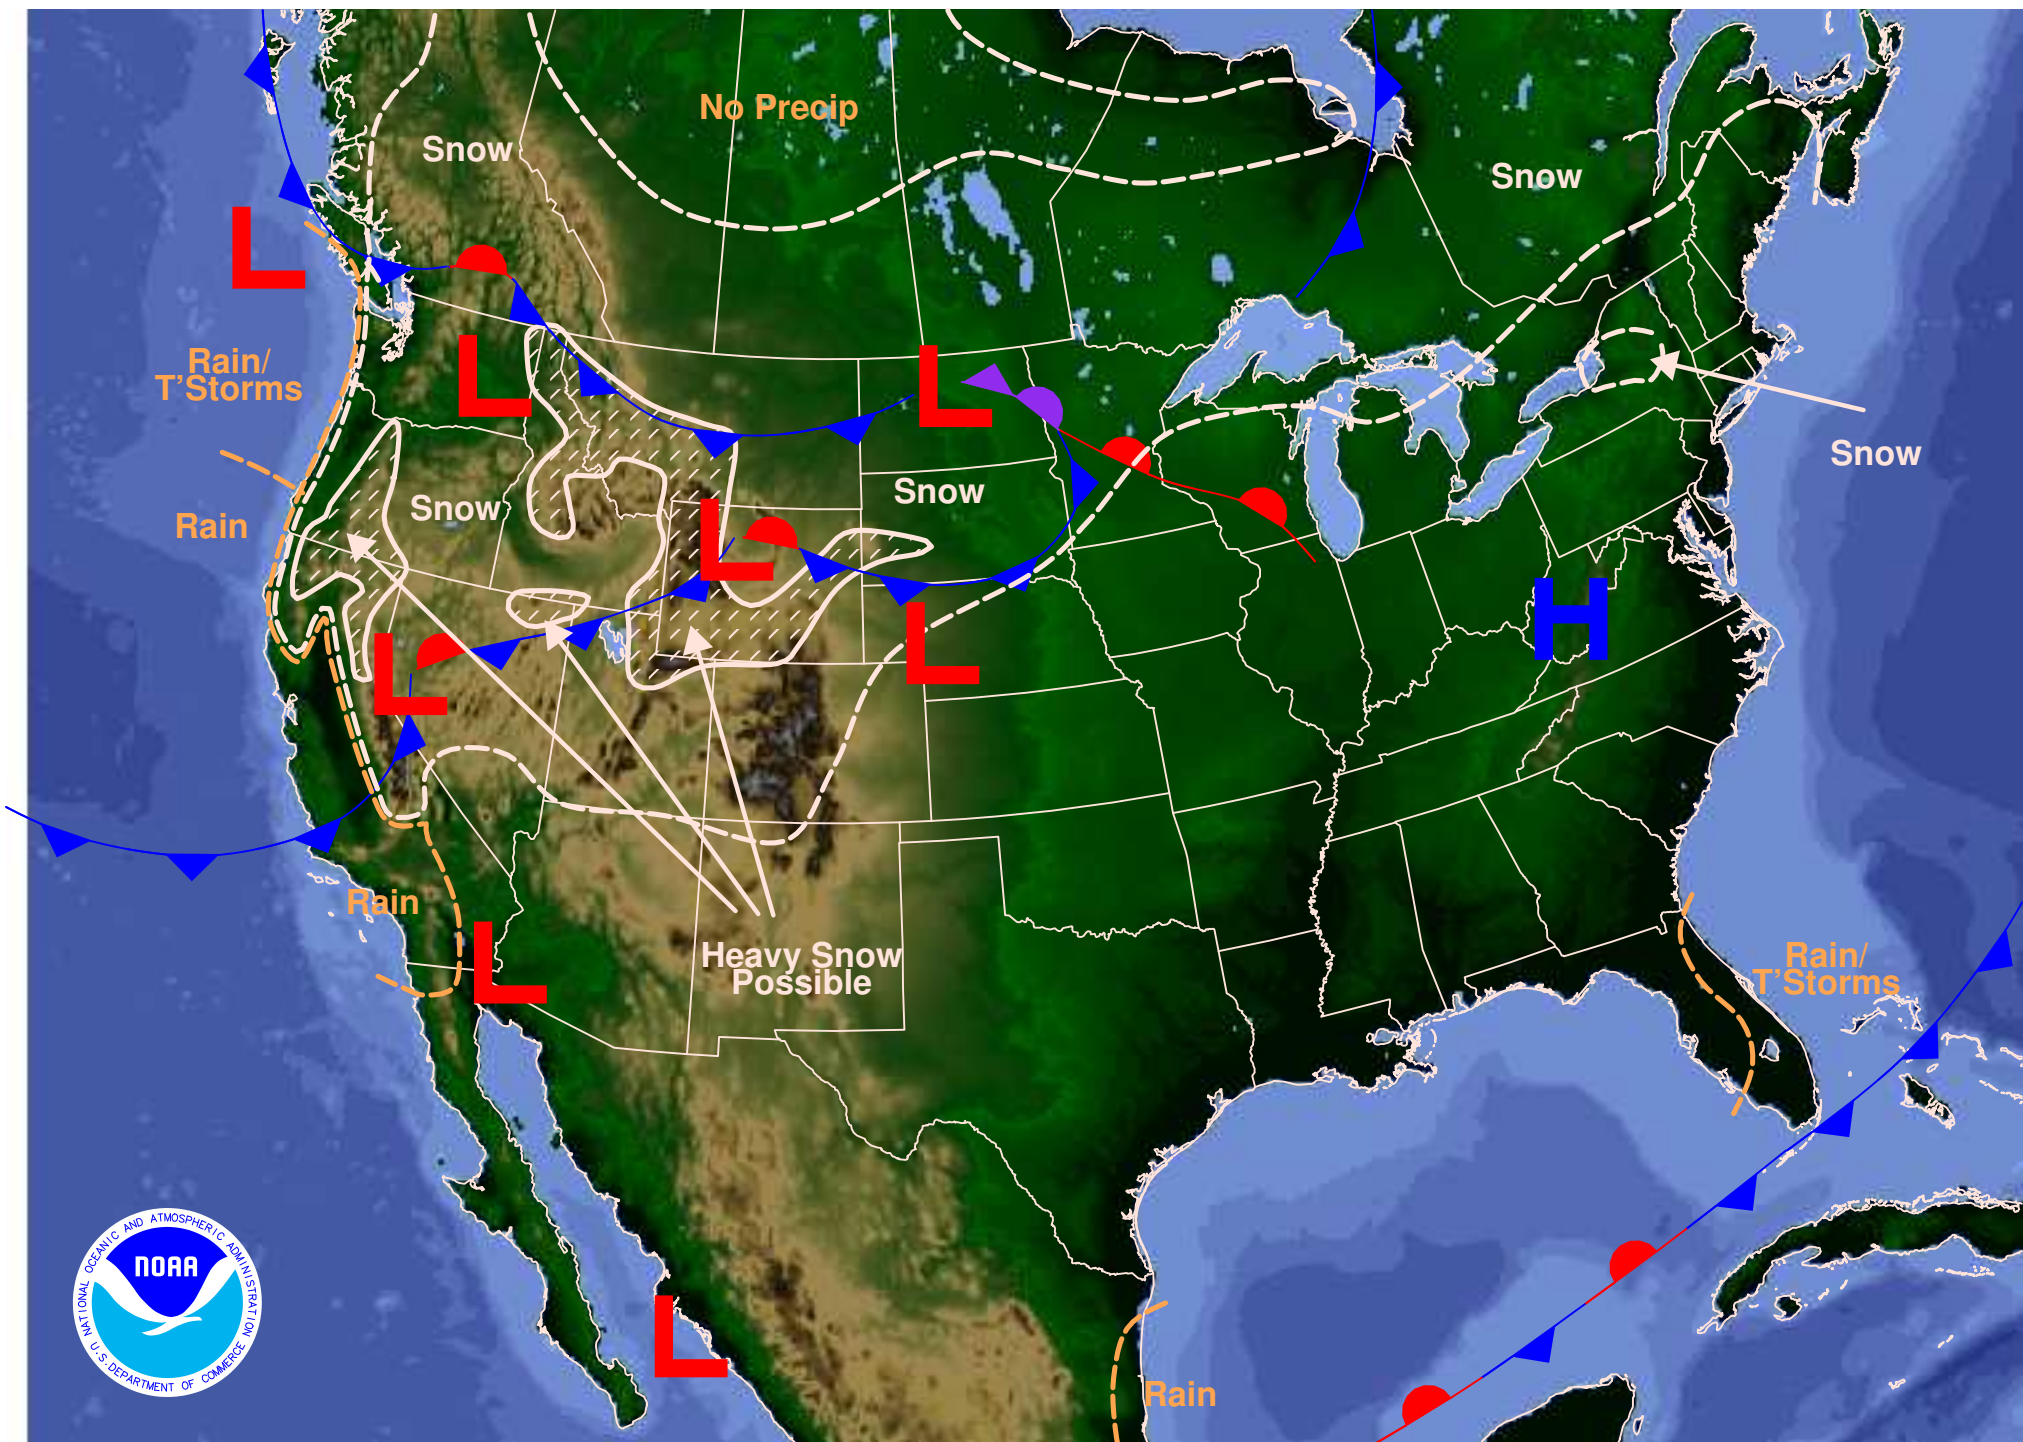 No Precip
Snow
Snow
Rain/
T'Storms
Snow
Snow
Snow
Rain
Rain
Heavy Snow
Possible
Rain/
T'Storms
Rain
L
L
L
L
L
L
L
L
H
NATIONAL OCEANIC AND ATMOSPHERIC ADMINISTRATION
NOAA
U.S. DEPARTMENT OF COMMERCE